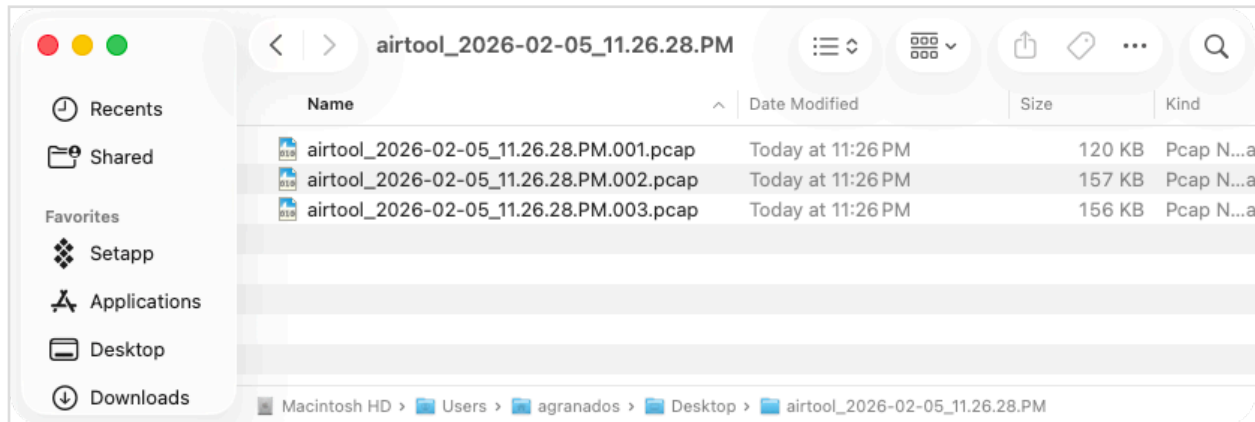 airtool_2026-02-05_11.26.28.PM
Recents
Shared
Favorites
Setapp
Applications
Desktop
Downloads
Name Date Modified Size Kind
airtool_2026-02-05_11.26.28.PM.001.pcap Today at 11:26 PM 120 KB Pcap N...a
airtool_2026-02-05_11.26.28.PM.002.pcap Today at 11:26 PM 157 KB Pcap N...a
airtool_2026-02-05_11.26.28.PM.003.pcap Today at 11:26 PM 156 KB Pcap N...a
Macintosh HD > Users > agranados > Desktop > airtool_2026-02-05_11.26.28.PM